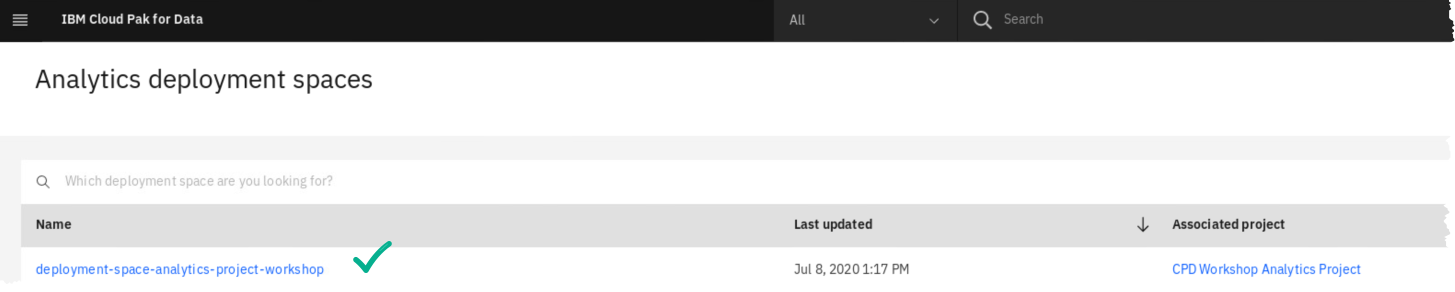 IBM Cloud Pak for Data All Search
Analytics deployment spaces
Which deployment space are you looking for?
Name Last updated Associated project
deployment-space-analytics-project-workshop Jul 8, 2020 1:17 PM CPD Workshop Analytics Project